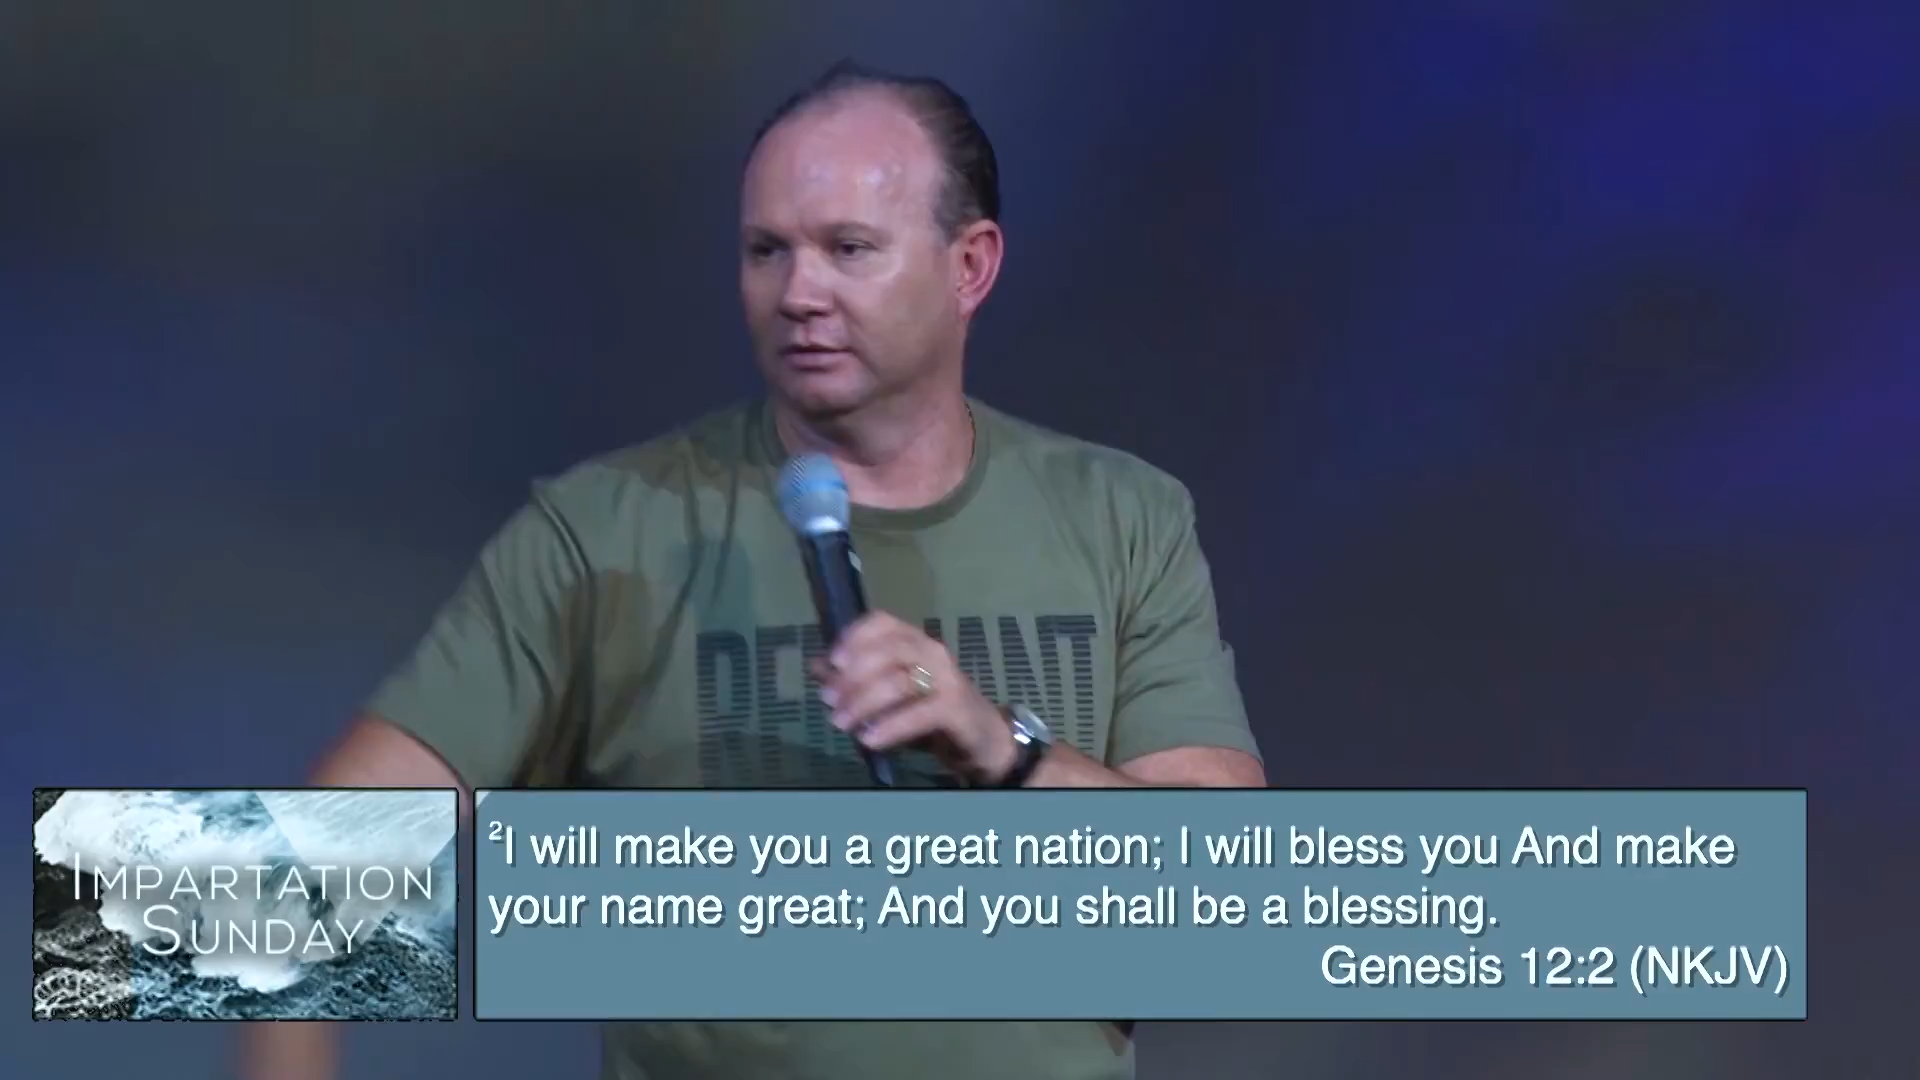 IMPARTATION
SUNDAY
²I will make you a great nation; I will bless you And make
your name great; And you shall be a blessing.
Genesis 12:2 (NKJV)